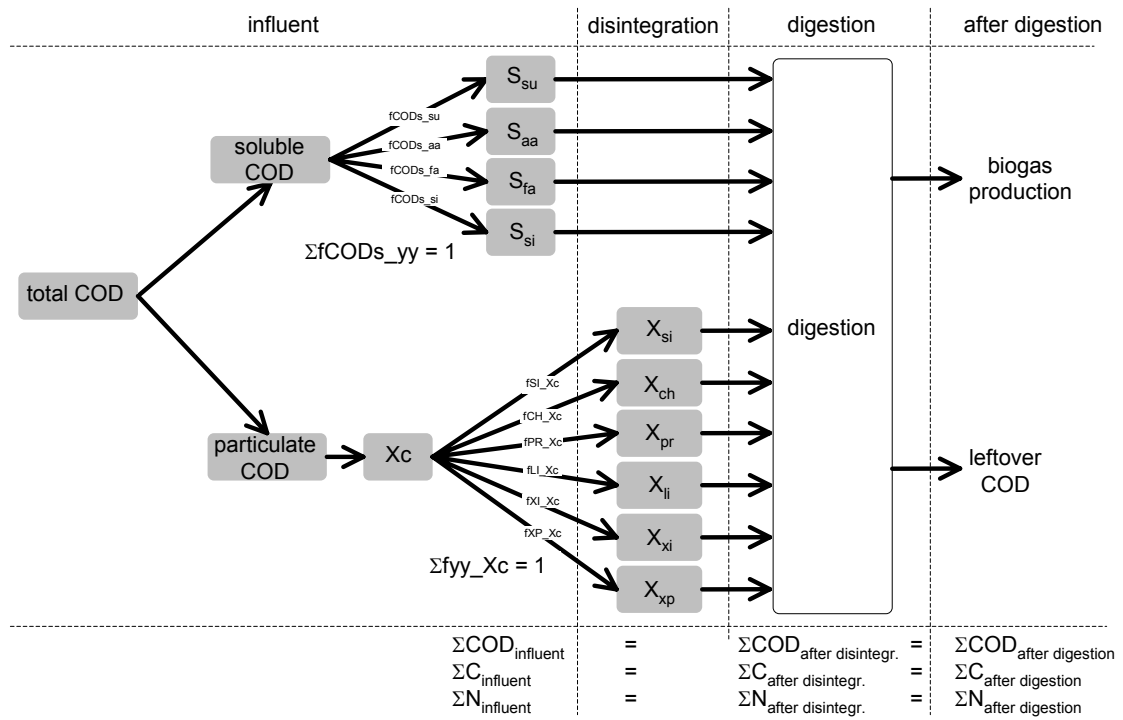 influent
disintegration
digestion
after digestion
S_su
fCODs_su
S_aa
fCODs_aa
soluble
COD
fCODs_fa
S_fa
biogas
production
fCODs_si
S_si
ΣfCODs_yy = 1
total COD
X_si
digestion
fSI_Xc
X_ch
fCH_Xc
X_pr
fPR_Xc
particulate
COD
Xc
fLI_Xc
X_li
leftover
COD
fXI_Xc
X_xi
fXP_Xc
Σfyy_Xc = 1
X_xp
ΣCOD_influent = ΣCOD_after disintegr. = ΣCOD_after digestion
ΣC_influent = ΣC_after disintegr. = ΣC_after digestion
ΣN_influent = ΣN_after disintegr. = ΣN_after digestion